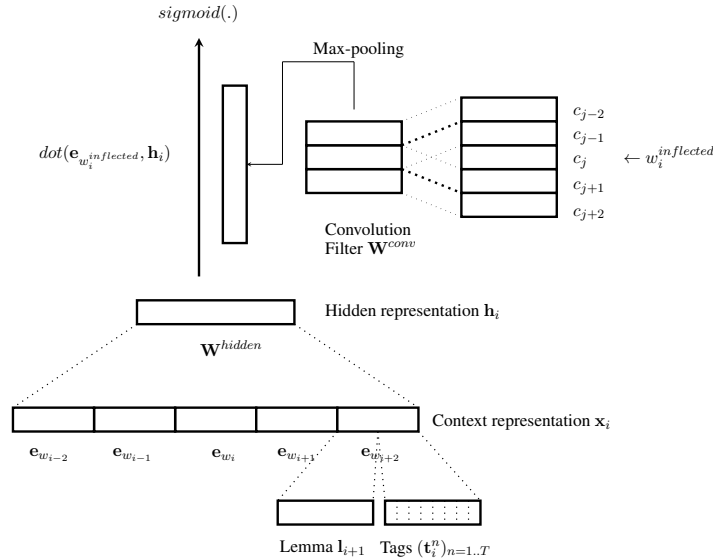 sigmoid(.)
Max-pooling
dot(e_{w_i^{inflected}}, h_i)
c_{j−2}
c_{j−1}
c_j
c_{j+1}
c_{j+2}
← w_i^{inflected}
Convolution
Filter W^{conv}
Hidden representation h_i
W^{hidden}
Context representation x_i
e_{w_{i−2}} e_{w_{i−1}} e_{w_i} e_{w_{i+1}} e_{w_{i+2}}
Lemma l_{i+1} Tags (t_i^n)_{n=1..T}